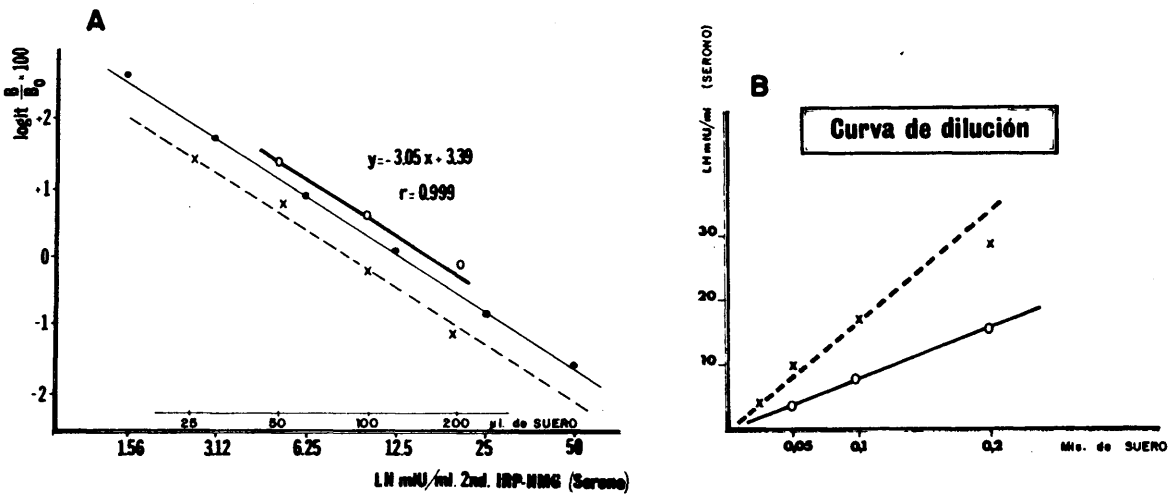 A
logit B/B₀ × 100
+2
+1
0
-1
-2
y=-3.05 x + 3.39
r=0.999
25 50 100 200 µl. de SUERO
1.56 3.12 6.25 12.5 25 50
LH mIU/ml. 2nd. IRP-HMG (Serono)
B
LH mIU/ml (SERONO)
Curva de dilución
30
20
10
0,05 0,1 0,2 Mls. de SUERO